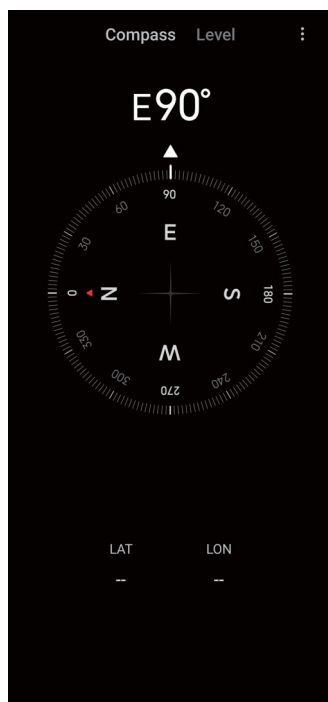 Compass Level
E90°
90
60 120
E
30 150
0 N S 180
330 210
W
300 240
270
LAT LON
-- --